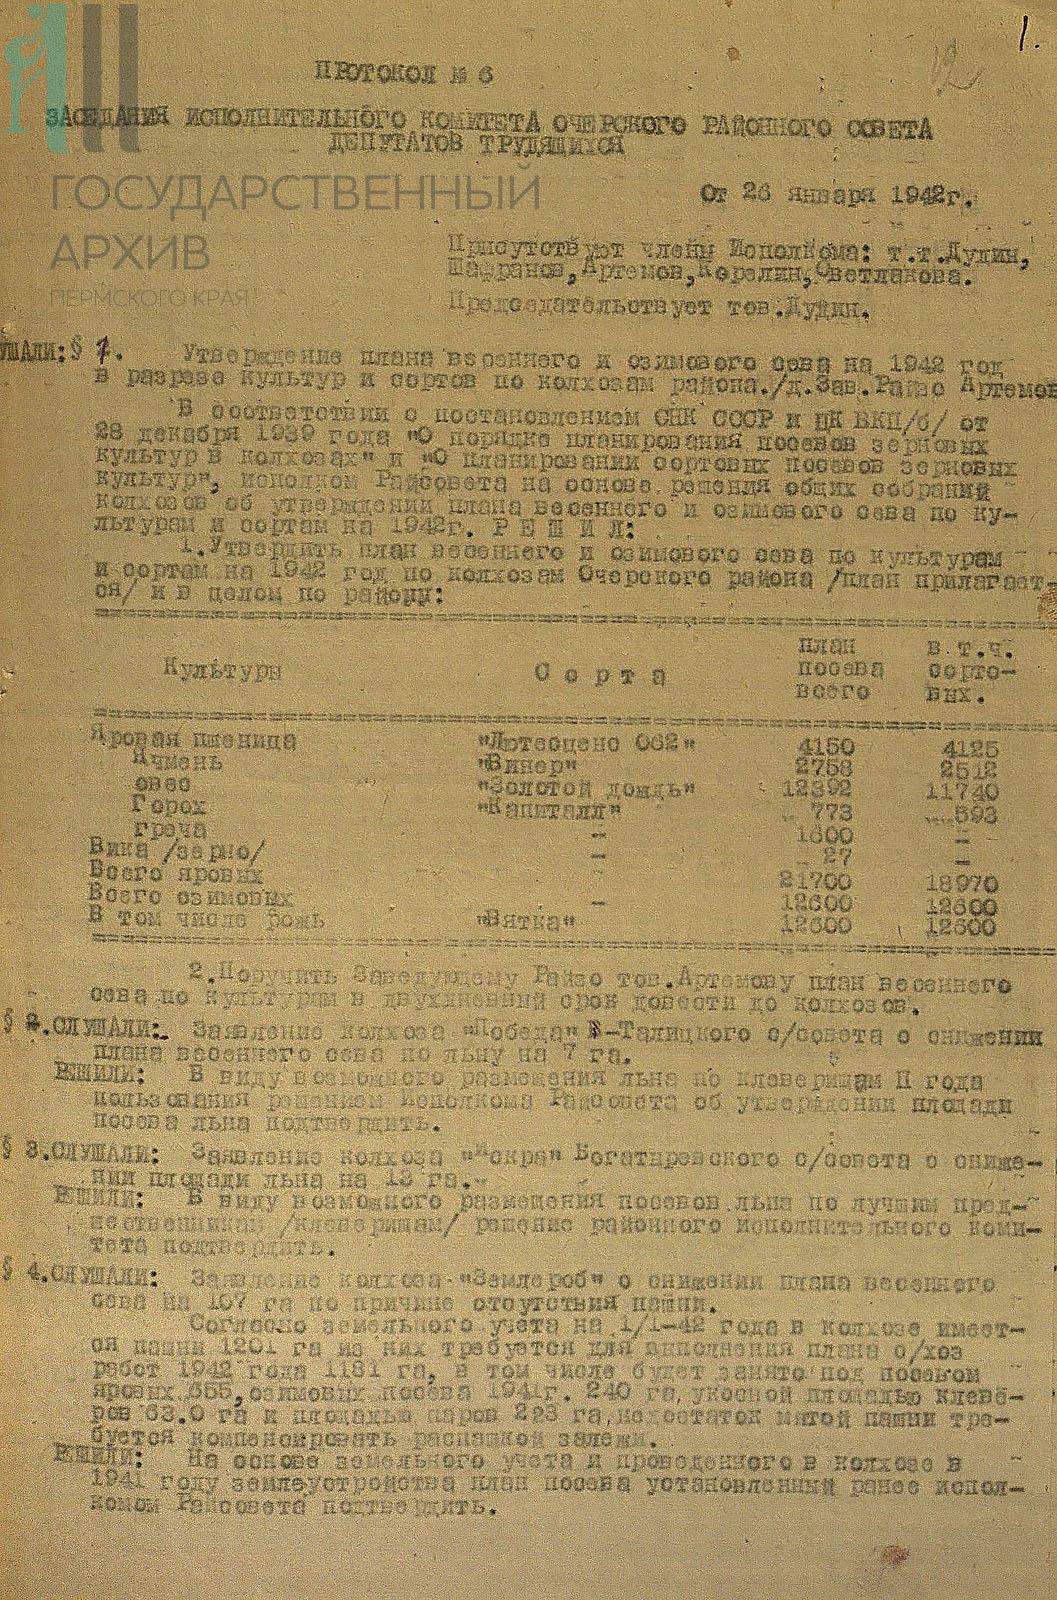 1.
12
ПРОТОКОЛ № 6
ЗАСЕДАНИЯ ИСПОЛНИТЕЛЬНОГО КОМИТЕТА ОЧЕРСКОГО РАЙОННОГО СОВЕТА
ДЕПУТАТОВ ТРУДЯЩИХСЯ
ГОСУДАРСТВЕННЫЙ
АРХИВ
ПЕРМСКОГО КРАЯ
От 26 января 1942г.
Присутствует члены Исполкома: т.т.Дудин,
Шафранов,Артемов,Корелин,Светлакова.
Председательствует тов.Дудин.
УШАЛИ:§ 1. Утверждение плана весеннего и озимового сева на 1942 год
в разрезе культур и сортов по колхозам района./д.Зав.Райзо Артемов
В соответствии с постановлением СНК СССР и ЦК ВКП/б/ от
28 декабря 1939 года "О порядке планирования посевов зерновых
культур в колхозах" и "О планировании сортовых посевов зерновых
культур", исполком Райсовета на основе решения общих собраний
колхозов об утверждении плана весеннего и озимового сева по ку-
льтурам и сортам на 1942г. Р Е Ш И Л:
1.Утвердить план весеннего и озимового сева по культурам
и сортам на 1942 год по колхозам Очерского района /план прилагает-
ся/ и в целом по району:
Культуры С о р т а план посева всего в т.ч. сорто- вых.
Яровая пшеница "Лютесценс 062" 4150 4125
Ячмень "Винер" 2758 2512
овес "Золотой дождь" 12392 11740
Горох "Капиталл" 773 593
греча - 1600 -
Вика /зерно/ - 27 -
Всего яровых 21700 18970
Всего озимовых - 12600 12600
В том числе рожь "Вятка" 12600 12600
2.Поручить Заведующему Райзо тов.Артемову план весеннего
сева по культурам в двухдневный срок довести до колхозов.
§ 2.СЛУШАЛИ: Заявление колхоза "Победа" В-Талицкого с/совета о снижении
плана весеннего сева по льну на 7 га.
РЕШИЛИ: В виду возможного размещения льна по клеверищам II года
пользования решением Исполкома Райсовета об утверждении площади
посева льна подтвердить.
§ 3.СЛУШАЛИ: Заявление колхоза "Искра" Богатыревского с/совета о сниже-
нии площади льна на 13 га.
РЕШИЛИ: В виду возможного размещения посевов льна по лучшим пред-
шественникам /клеверищам/ решение районного исполнительного коми-
тета подтвердить.
§ 4.СЛУШАЛИ: Заявление колхоза "Землероб" о снижении плана весеннего
сева на 107 га по причине отсутствия пашни.
Согласно земельного учета на 1/1-42 года в колхозе имеет-
ся пашни 1201 га из них требуется для выполнения плана с/хоз
работ 1942 года 1181 га, в том числе будет занято под посевом
яровых 655,озимовых посева 1941г. 240 га,укосной площадью клеве-
ров 63.0 га и площадью паров 223 га,недостаток мятой пашни тре-
буется компенсировать распашкой залежи.
РЕШИЛИ: На основе земельного учета и проведенного в колхозе в
1941 году землеустройства план посева установленный ранее испол-
комом Райсовета подтвердить.